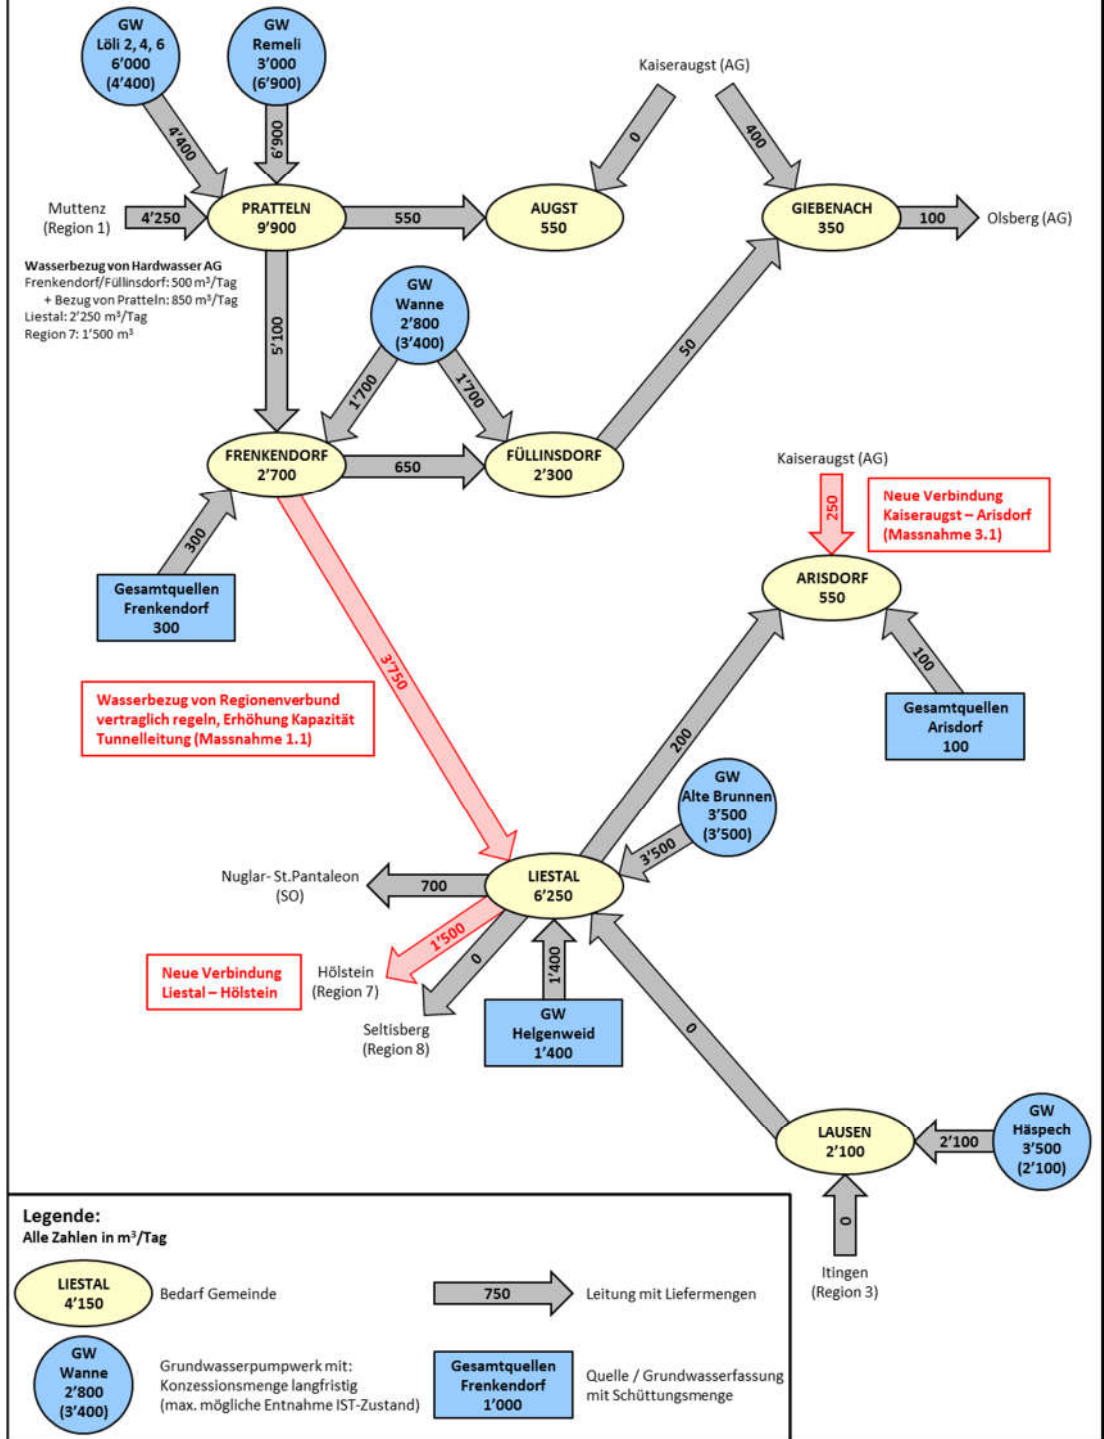 GW
Löli 2, 4, 6
6’000
(4’400)
GW
Remeli
3’000
(6’900)
Kaiseraugst (AG)
4’400
6’900
0
400
Muttenz
(Region 1)
4’250
PRATTELN
9’900
550
AUGST
550
GIEBENACH
350
100
Olsberg (AG)
Wasserbezug von Hardwasser AG
Frenkendorf/Füllinsdorf: 500 m³/Tag
+ Bezug von Pratteln: 850 m³/Tag
Liestal: 2’250 m³/Tag
Region 7: 1’500 m³
5’100
GW
Wanne
2’800
(3’400)
50
1’700
1’700
FRENKENDORF
2’700
650
FÜLLINSDORF
2’300
Kaiseraugst (AG)
250
Neue Verbindung
Kaiseraugst – Arisdorf
(Massnahme 3.1)
300
Gesamtquellen
Frenkendorf
300
ARISDORF
550
3’750
100
Wasserbezug von Regionenverbund
vertraglich regeln, Erhöhung Kapazität
Tunnelleitung (Massnahme 1.1)
Gesamtquellen
Arisdorf
100
200
GW
Alte Brunnen
3’500
(3’500)
3’500
Nuglar- St.Pantaleon
(SO)
700
LIESTAL
6’250
1’500
0
1’400
Neue Verbindung
Liestal – Hölstein
Hölstein
(Region 7)
Seltisberg
(Region 8)
GW
Helgenweid
1’400
0
LAUSEN
2’100
2’100
GW
Häspech
3’500
(2’100)
0
Itingen
(Region 3)
Legende:
Alle Zahlen in m³/Tag
LIESTAL
4’150
Bedarf Gemeinde
750
Leitung mit Liefermengen
GW
Wanne
2’800
(3’400)
Grundwasserpumpwerk mit:
Konzessionsmenge langfristig
(max. mögliche Entnahme IST-Zustand)
Gesamtquellen
Frenkendorf
1’000
Quelle / Grundwasserfassung
mit Schüttungsmenge